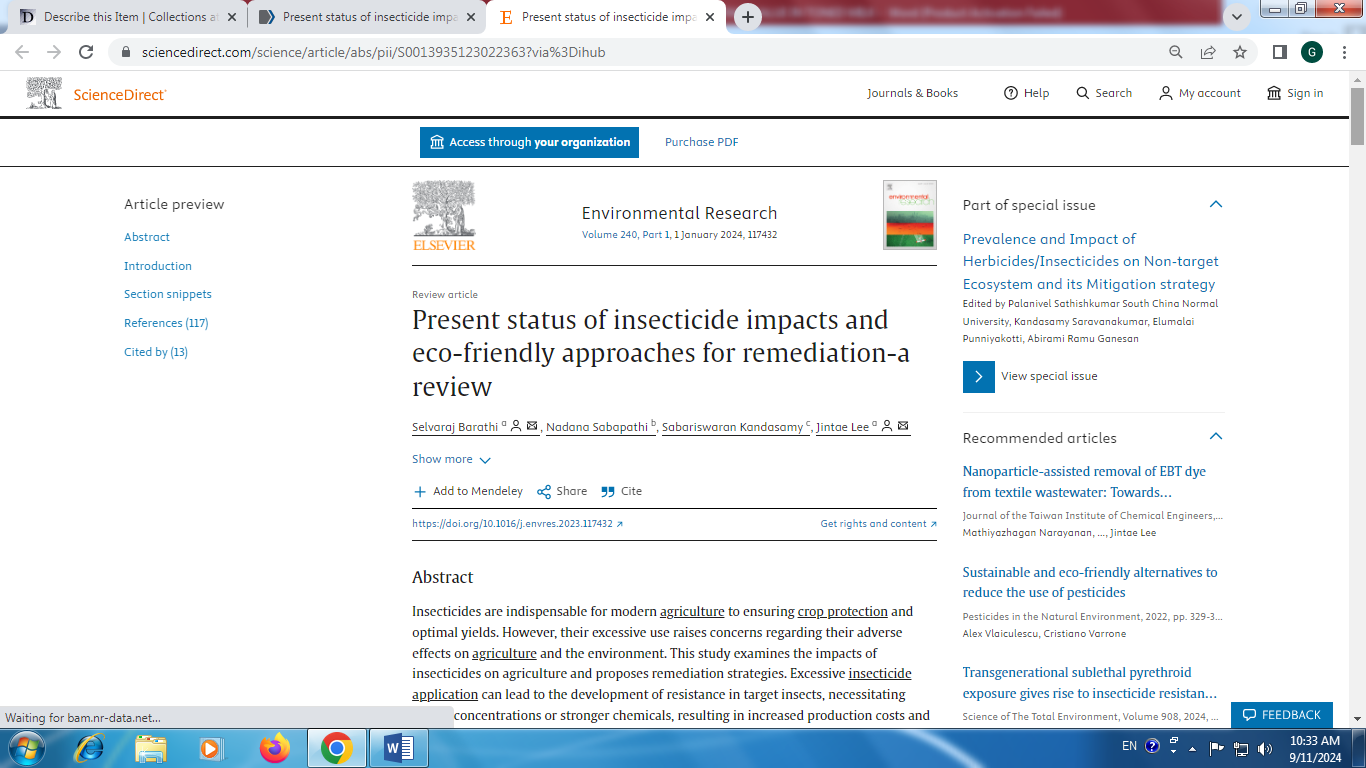 Describe this Item | Collections at
Present status of insecticide impa
Present status of insecticide impa
sciencedirect.com/science/article/abs/pii/S0013935123022363?via%3Dihub
G
ScienceDirect
Journals & Books
Help
Search
My account
Sign in
Access through your organization
Purchase PDF
Article preview
Abstract
Introduction
Section snippets
References (117)
Cited by (13)
ELSEVIER
Environmental Research
Volume 240, Part 1, 1 January 2024, 117432
Review article
Present status of insecticide impacts and
eco-friendly approaches for remediation-a
review
Selvaraj Barathi a, Nadana Sabapathi b, Sabariswaran Kandasamy c, Jintae Lee a
Show more
Add to Mendeley
Share
Cite
https://doi.org/10.1016/j.envres.2023.117432
Get rights and content
Abstract
Insecticides are indispensable for modern agriculture to ensuring crop protection and
optimal yields. However, their excessive use raises concerns regarding their adverse
effects on agriculture and the environment. This study examines the impacts of
insecticides on agriculture and proposes remediation strategies. Excessive insecticide
application can lead to the development of resistance in target insects, necessitating
concentrations or stronger chemicals, resulting in increased production costs and
Part of special issue
Prevalence and Impact of
Herbicides/Insecticides on Non-target
Ecosystem and its Mitigation strategy
Edited by Palanivel Sathishkumar South China Normal
University, Kandasamy Saravanakumar, Elumalai
Punniyakotti, Abirami Ramu Ganesan
View special issue
Recommended articles
Nanoparticle-assisted removal of EBT dye
from textile wastewater: Towards…
Journal of the Taiwan Institute of Chemical Engineers,…
Mathiyazhagan Narayanan, …, Jintae Lee
Sustainable and eco-friendly alternatives to
reduce the use of pesticides
Pesticides in the Natural Environment, 2022, pp. 329-3…
Alex Vlaiculescu, Cristiano Varrone
Transgenerational sublethal pyrethroid
exposure gives rise to insecticide resistan…
Science of The Total Environment, Volume 908, 2024, …
FEEDBACK
Waiting for bam.nr-data.net...
EN
10:33 AM
9/11/2024